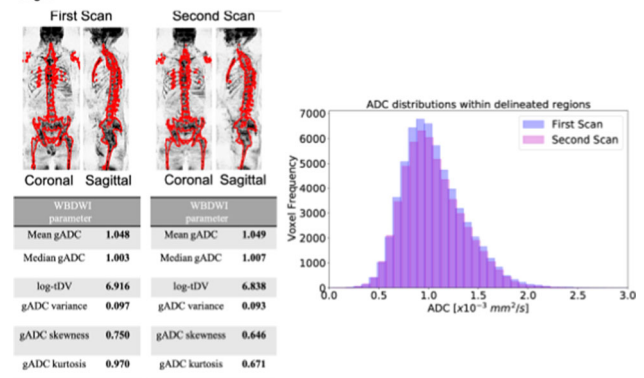 First Scan
Second Scan
Coronal Sagittal
Coronal Sagittal
WBDWI parameter
Mean gADC 1.048
Median gADC 1.003
log-tDV 6.916
gADC variance 0.097
gADC skewness 0.750
gADC kurtosis 0.970
WBDWI parameter
Mean gADC 1.049
Median gADC 1.007
log-tDV 6.838
gADC variance 0.093
gADC skewness 0.646
gADC kurtosis 0.671
ADC distributions within delineated regions
First Scan
Second Scan
Voxel Frequency
7000
6000
5000
4000
3000
2000
1000
0
0.0 0.5 1.0 1.5 2.0 2.5 3.0
ADC [x10⁻³ mm²/s]